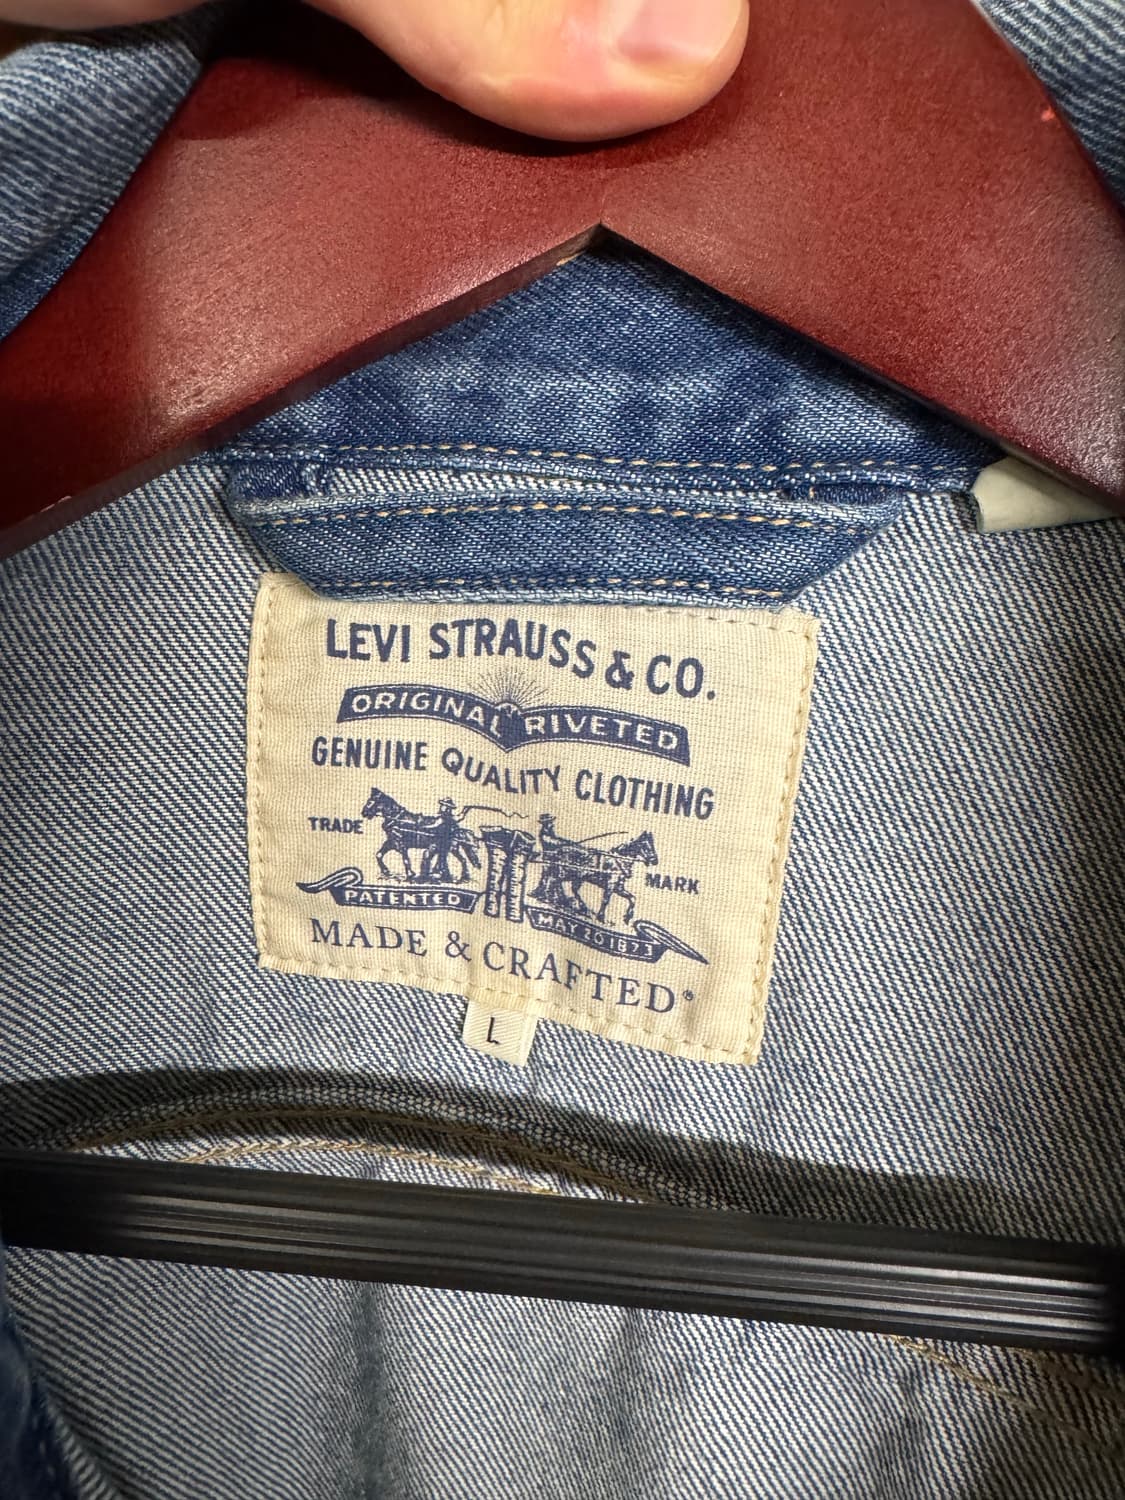 LEVI STRAUSS & CO.
ORIGINAL RIVETED
GENUINE QUALITY CLOTHING
TRADE MARK
PATENTED MAY 20 1873
MADE & CRAFTED®
L